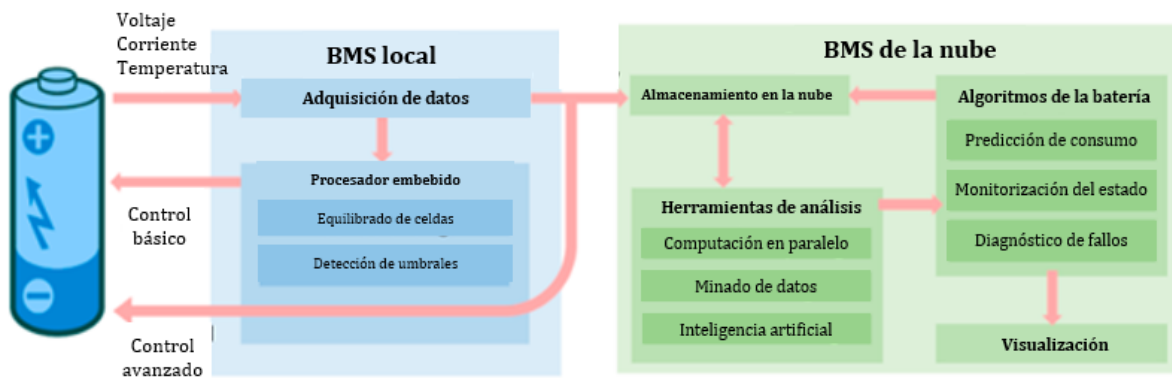 Voltaje
Corriente
Temperatura
BMS local
Adquisición de datos
Procesador embebido
Equilibrado de celdas
Detección de umbrales
Control
básico
Control
avanzado
BMS de la nube
Almacenamiento en la nube
Herramientas de análisis
Computación en paralelo
Minado de datos
Inteligencia artificial
Algoritmos de la batería
Predicción de consumo
Monitorización del estado
Diagnóstico de fallos
Visualización